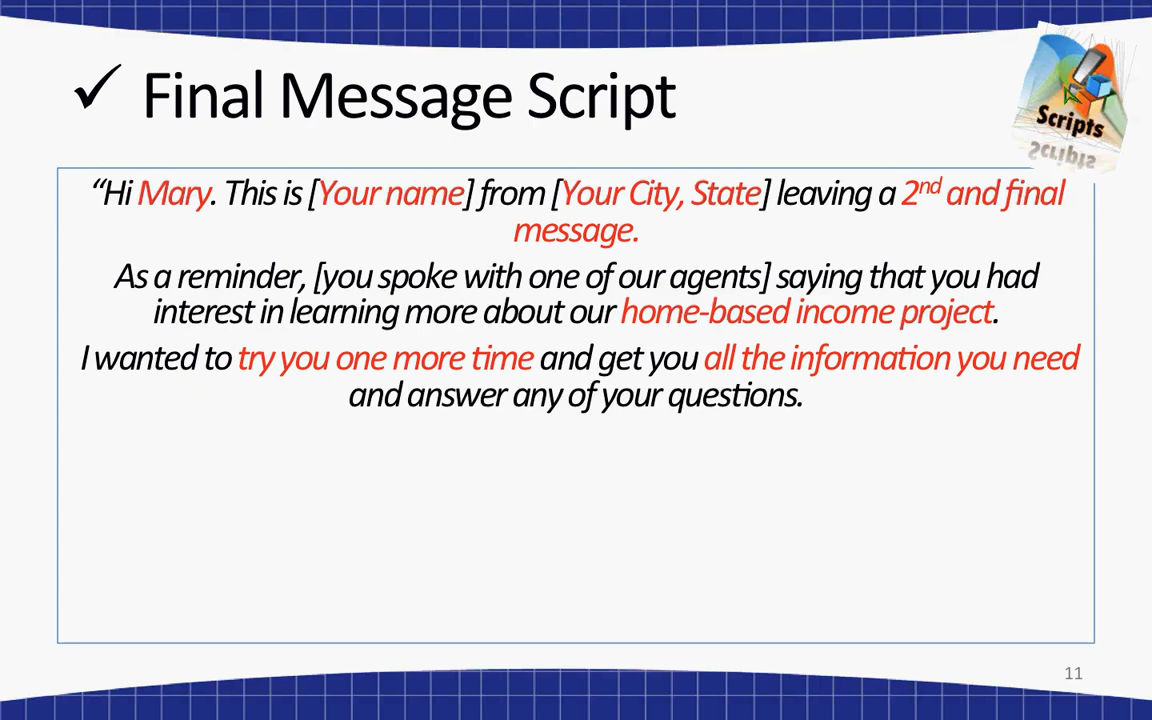 ✓ Final Message Script
Scripts
“Hi Mary. This is [Your name] from [Your City, State] leaving a 2nd and final
message.
As a reminder, [you spoke with one of our agents] saying that you had
interest in learning more about our home-based income project.
I wanted to try you one more time and get you all the information you need
and answer any of your questions.
11